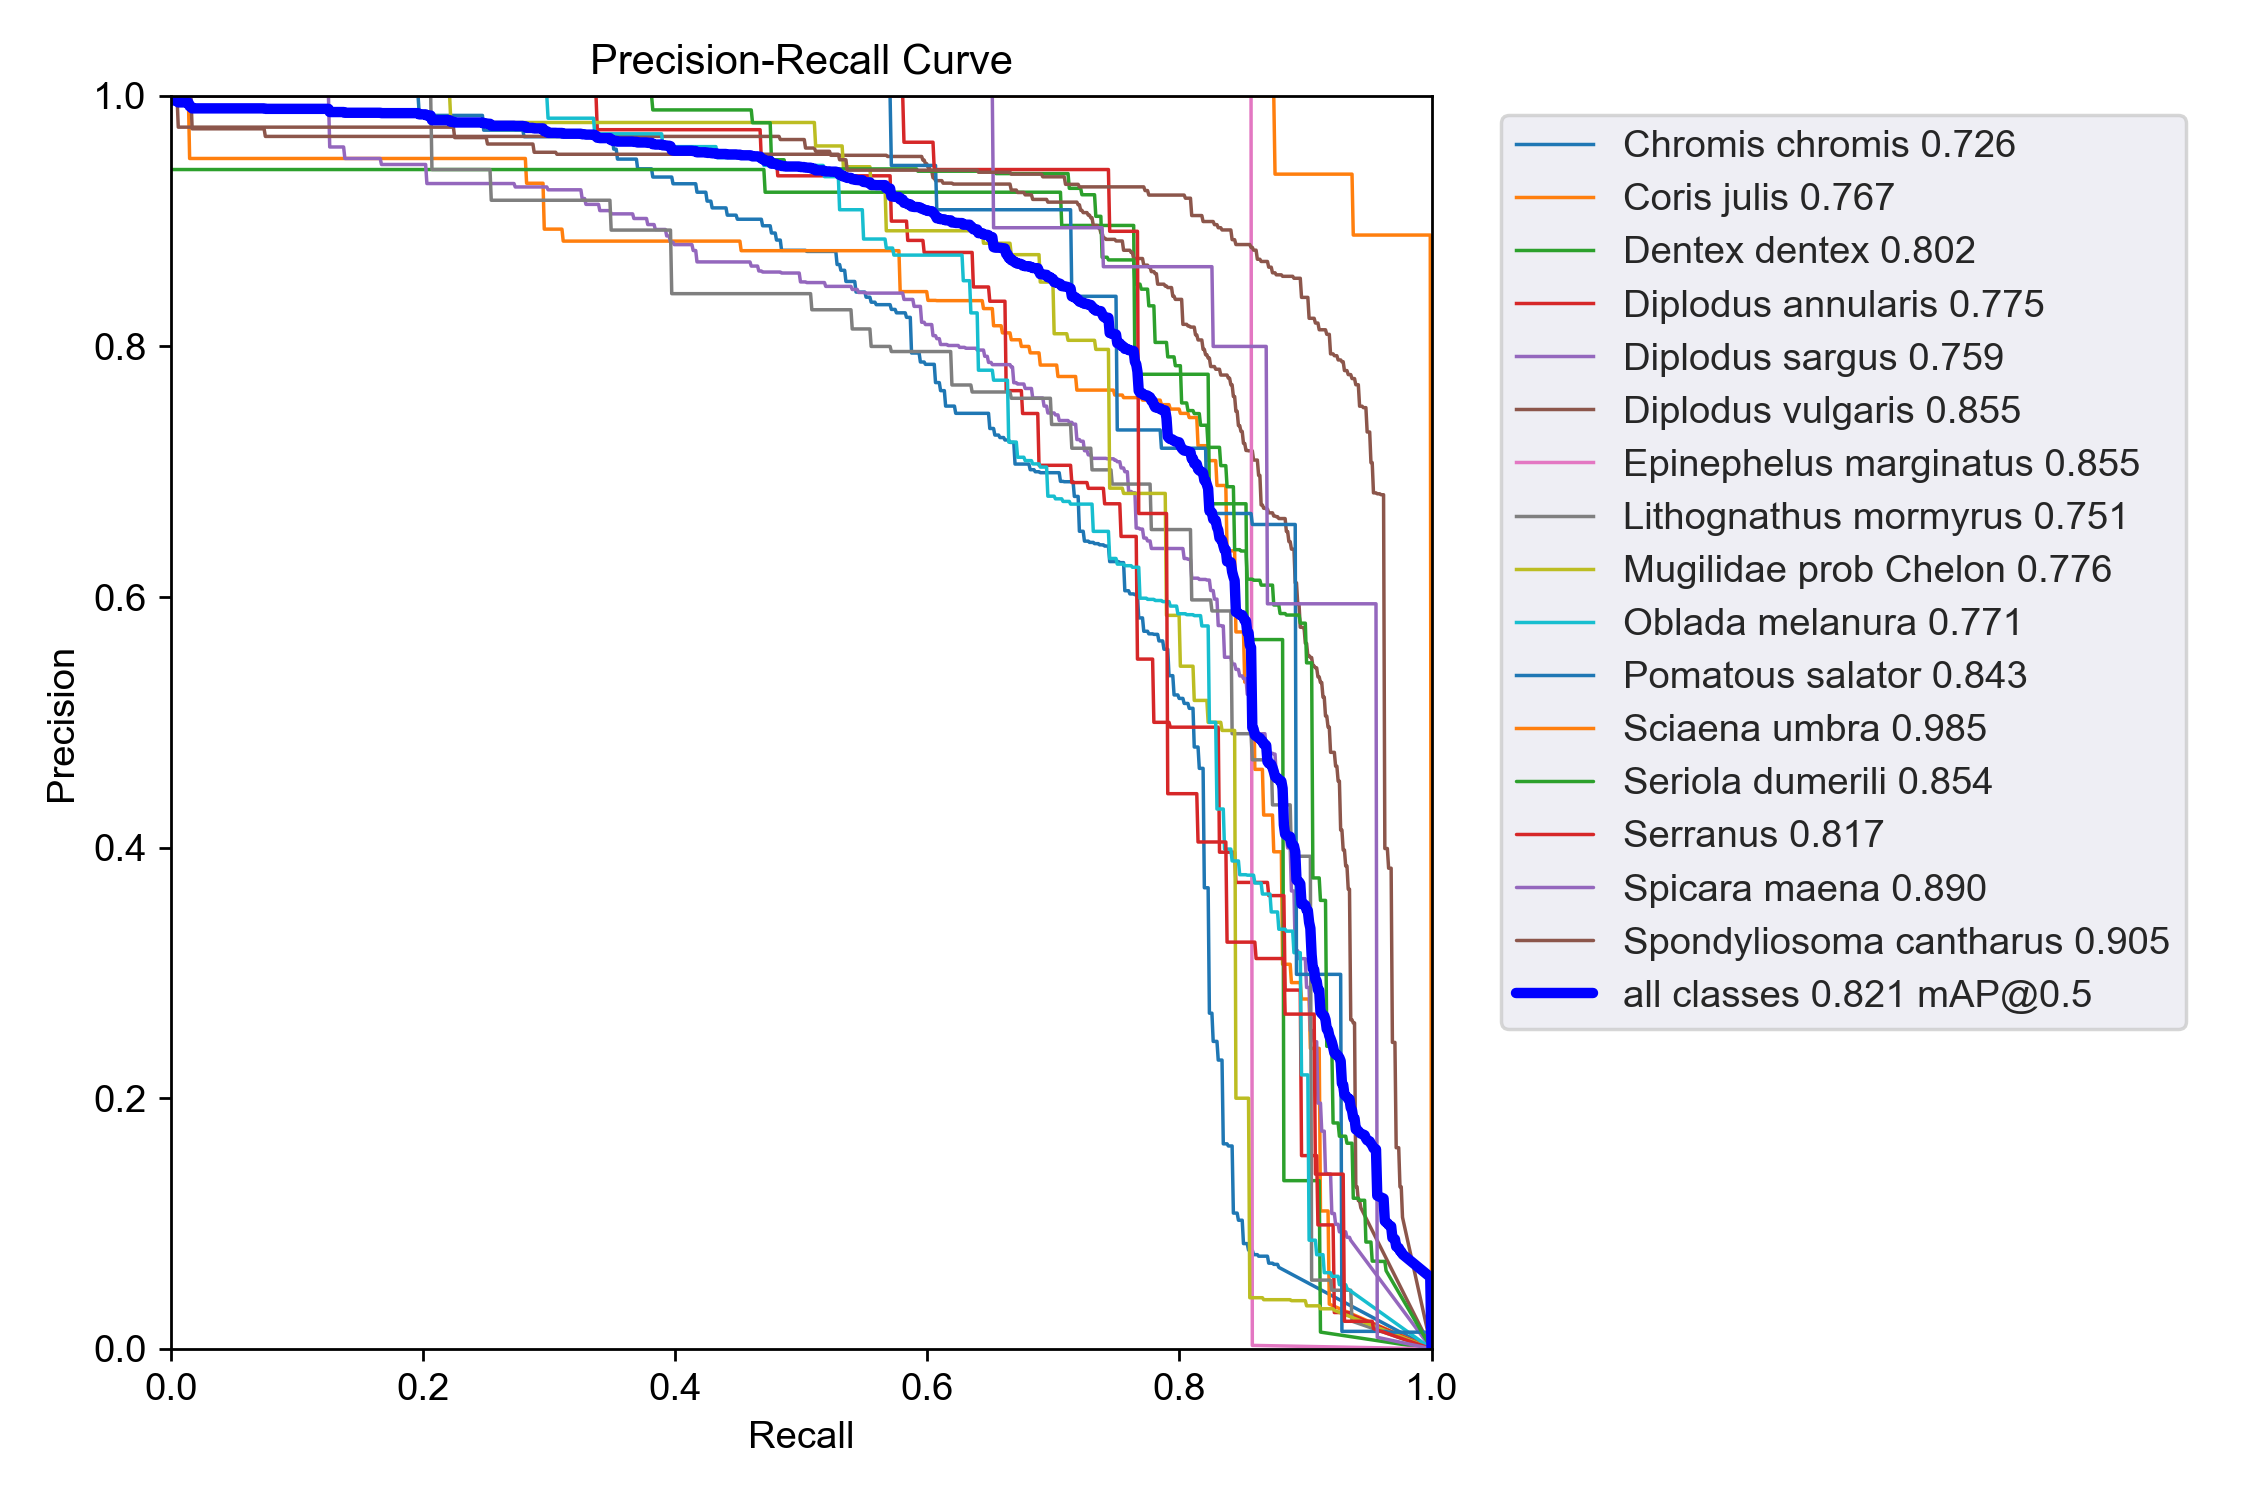 Precision-Recall Curve
1.0
0.8
0.6
0.4
0.2
0.0
Precision
0.0 0.2 0.4 0.6 0.8 1.0
Recall
Chromis chromis 0.726
Coris julis 0.767
Dentex dentex 0.802
Diplodus annularis 0.775
Diplodus sargus 0.759
Diplodus vulgaris 0.855
Epinephelus marginatus 0.855
Lithognathus mormyrus 0.751
Mugilidae prob Chelon 0.776
Oblada melanura 0.771
Pomatous salator 0.843
Sciaena umbra 0.985
Seriola dumerili 0.854
Serranus 0.817
Spicara maena 0.890
Spondyliosoma cantharus 0.905
all classes 0.821 mAP@0.5